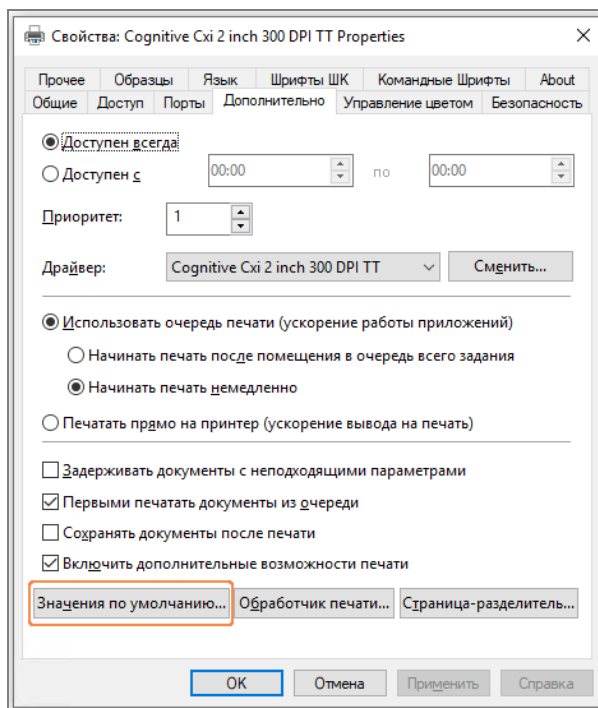 Свойства: Cognitive Cxi 2 inch 300 DPI TT Properties
Прочее Образцы Язык Шрифты ШК Командные Шрифты About
Общие Доступ Порты Дополнительно Управление цветом Безопасность
Доступен всегда
Доступен с 00:00 по 00:00
Приоритет: 1
Драйвер: Cognitive Cxi 2 inch 300 DPI TT Сменить...
Использовать очередь печати (ускорение работы приложений)
Начинать печать после помещения в очередь всего задания
Начинать печать немедленно
Печатать прямо на принтер (ускорение вывода на печать)
Задерживать документы с неподходящими параметрами
Первыми печатать документы из очереди
Сохранять документы после печати
Включить дополнительные возможности печати
Значения по умолчанию... Обработчик печати... Страница-разделитель...
OK Отмена Применить Справка